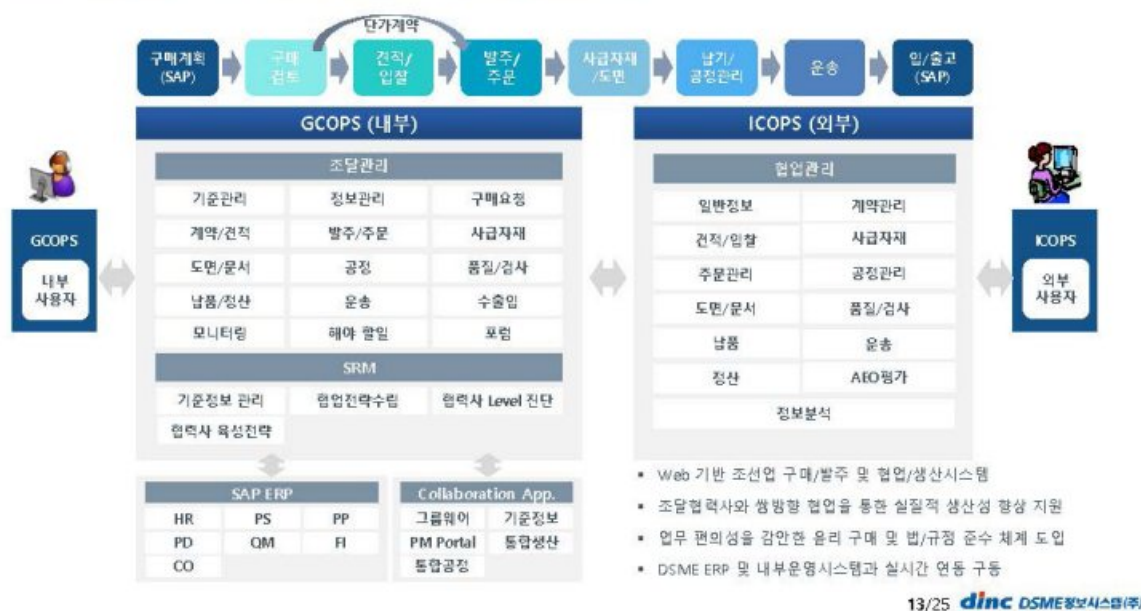 단가계약
구매계획
(SAP)
구매
검토
견적/
입찰
발주/
주문
사급자재
/도면
납기/
공정관리
운송
입/출고
(SAP)
GCOPS (내부)
ICOPS (외부)
조달관리
기준관리 정보관리 구매요청
계약/견적 발주/주문 사급자재
도면/문서 공정 품질/검사
납품/정산 운송 수출입
모니터링 해야 할일 포럼
SRM
기준정보 관리 협업전략수립 협력사 Level 진단
협력사 육성전략
협업관리
일반정보 계약관리
견적/입찰 사급자재
주문관리 공정관리
도면/문서 품질/검사
납품 운송
정산 AEO평가
정보분석
GCOPS
내부
사용자
ICOPS
외부
사용자
SAP ERP
HR PS PP
PD QM FI
CO
Collaboration App.
그룹웨어 기준정보
PM Portal 통합생산
통합공정
▪ Web 기반 조선업 구매/발주 및 협업/생산시스템
▪ 조달협력사와 쌍방향 협업을 통한 실질적 생산성 향상 지원
▪ 업무 편의성을 감안한 윤리 구매 및 법/규정 준수 체계 도입
▪ DSME ERP 및 내부운영시스템과 실시간 연동 구동
13/25 dinc DSME정보시스템(주)